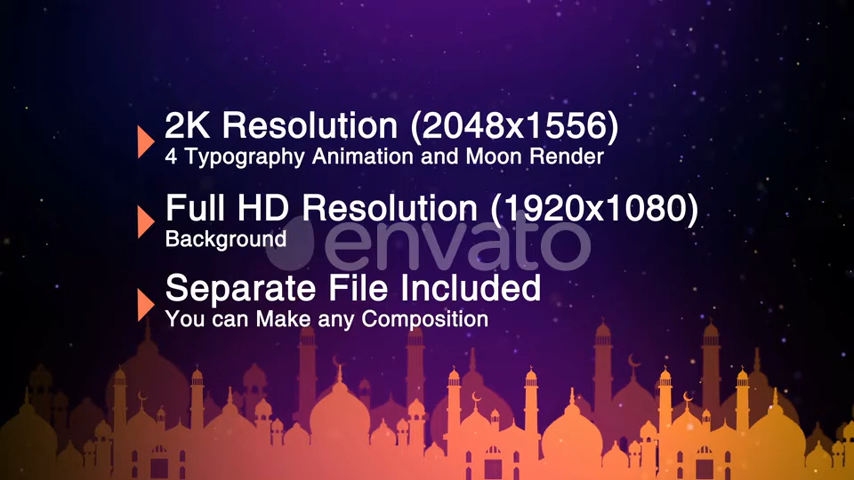 2K Resolution (2048x1556)
4 Typography Animation and Moon Render
Full HD Resolution (1920x1080)
Background
envato
Separate File Included
You can Make any Composition